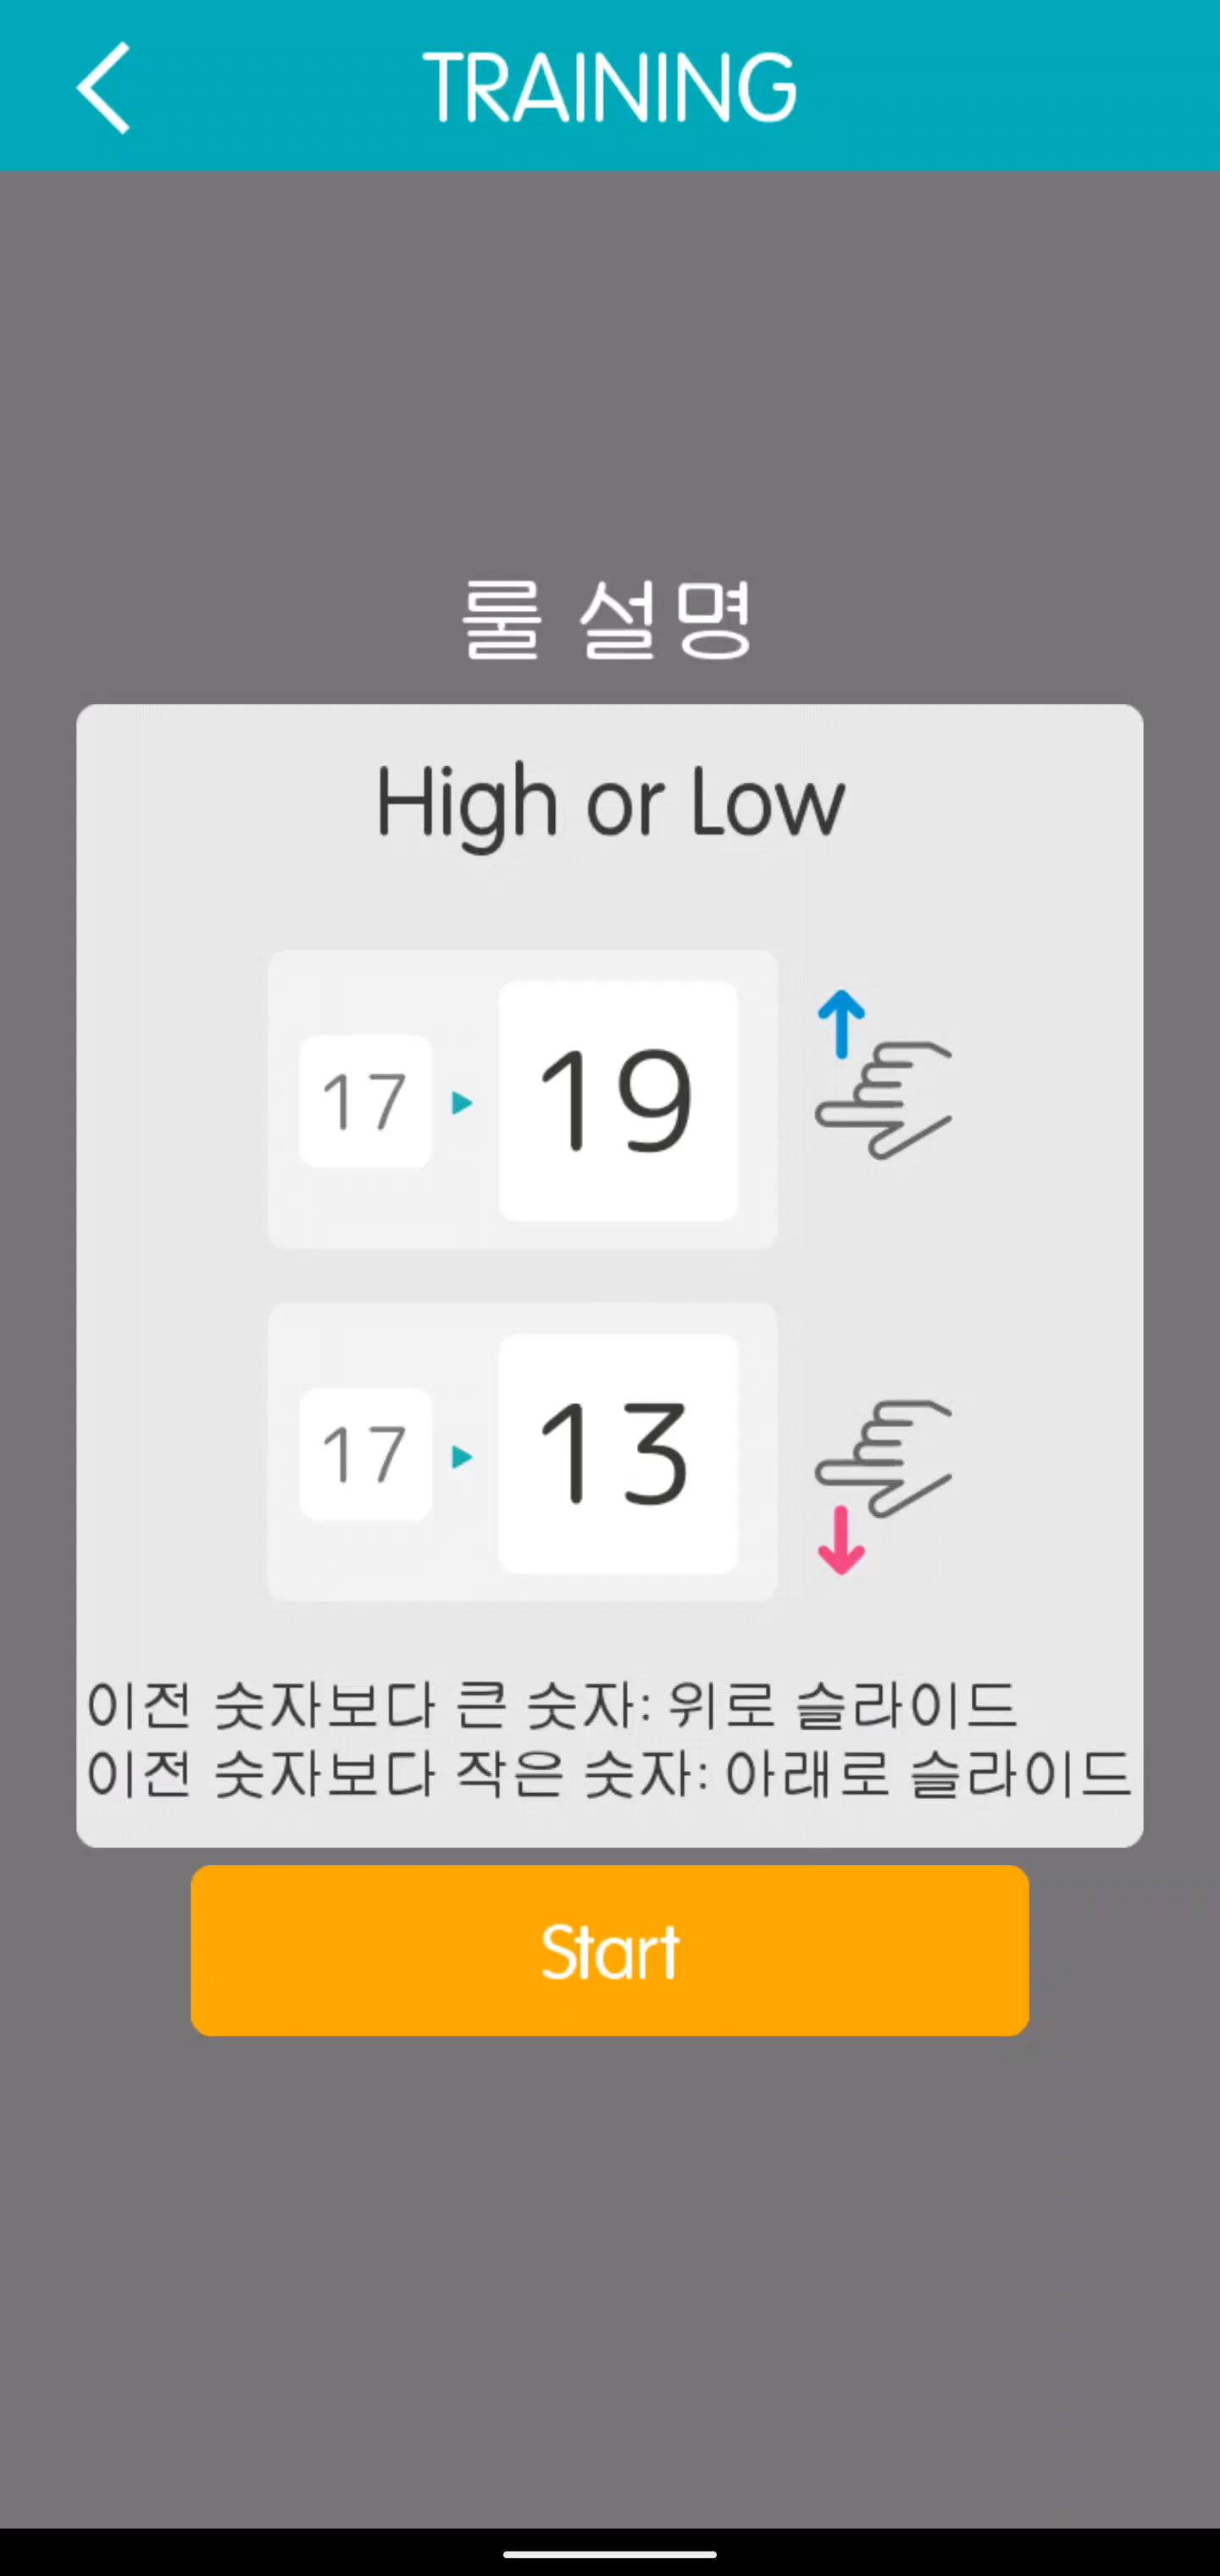 TRAINING
룰 설명
High or Low
17 ▶ 19
17 ▶ 13
이전 숫자보다 큰 숫자: 위로 슬라이드
이전 숫자보다 작은 숫자: 아래로 슬라이드
Start